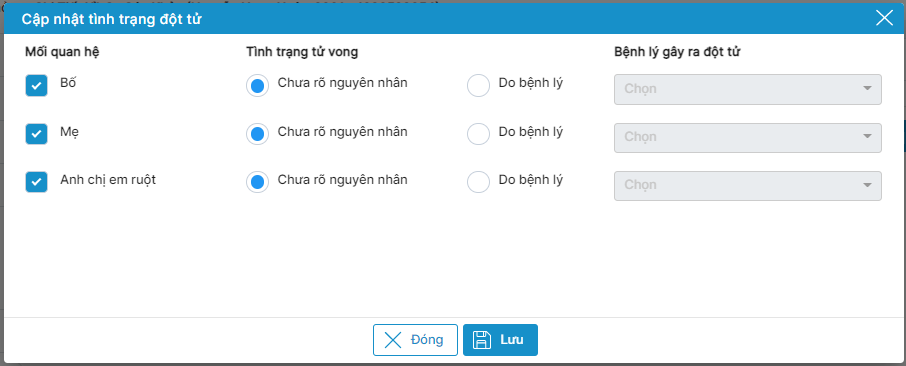 Cập nhật tình trạng đột tử
Mối quan hệ Tình trạng tử vong Bệnh lý gây ra đột tử
Bố Chưa rõ nguyên nhân Do bệnh lý Chọn
Mẹ Chưa rõ nguyên nhân Do bệnh lý Chọn
Anh chị em ruột Chưa rõ nguyên nhân Do bệnh lý Chọn
Đóng Lưu